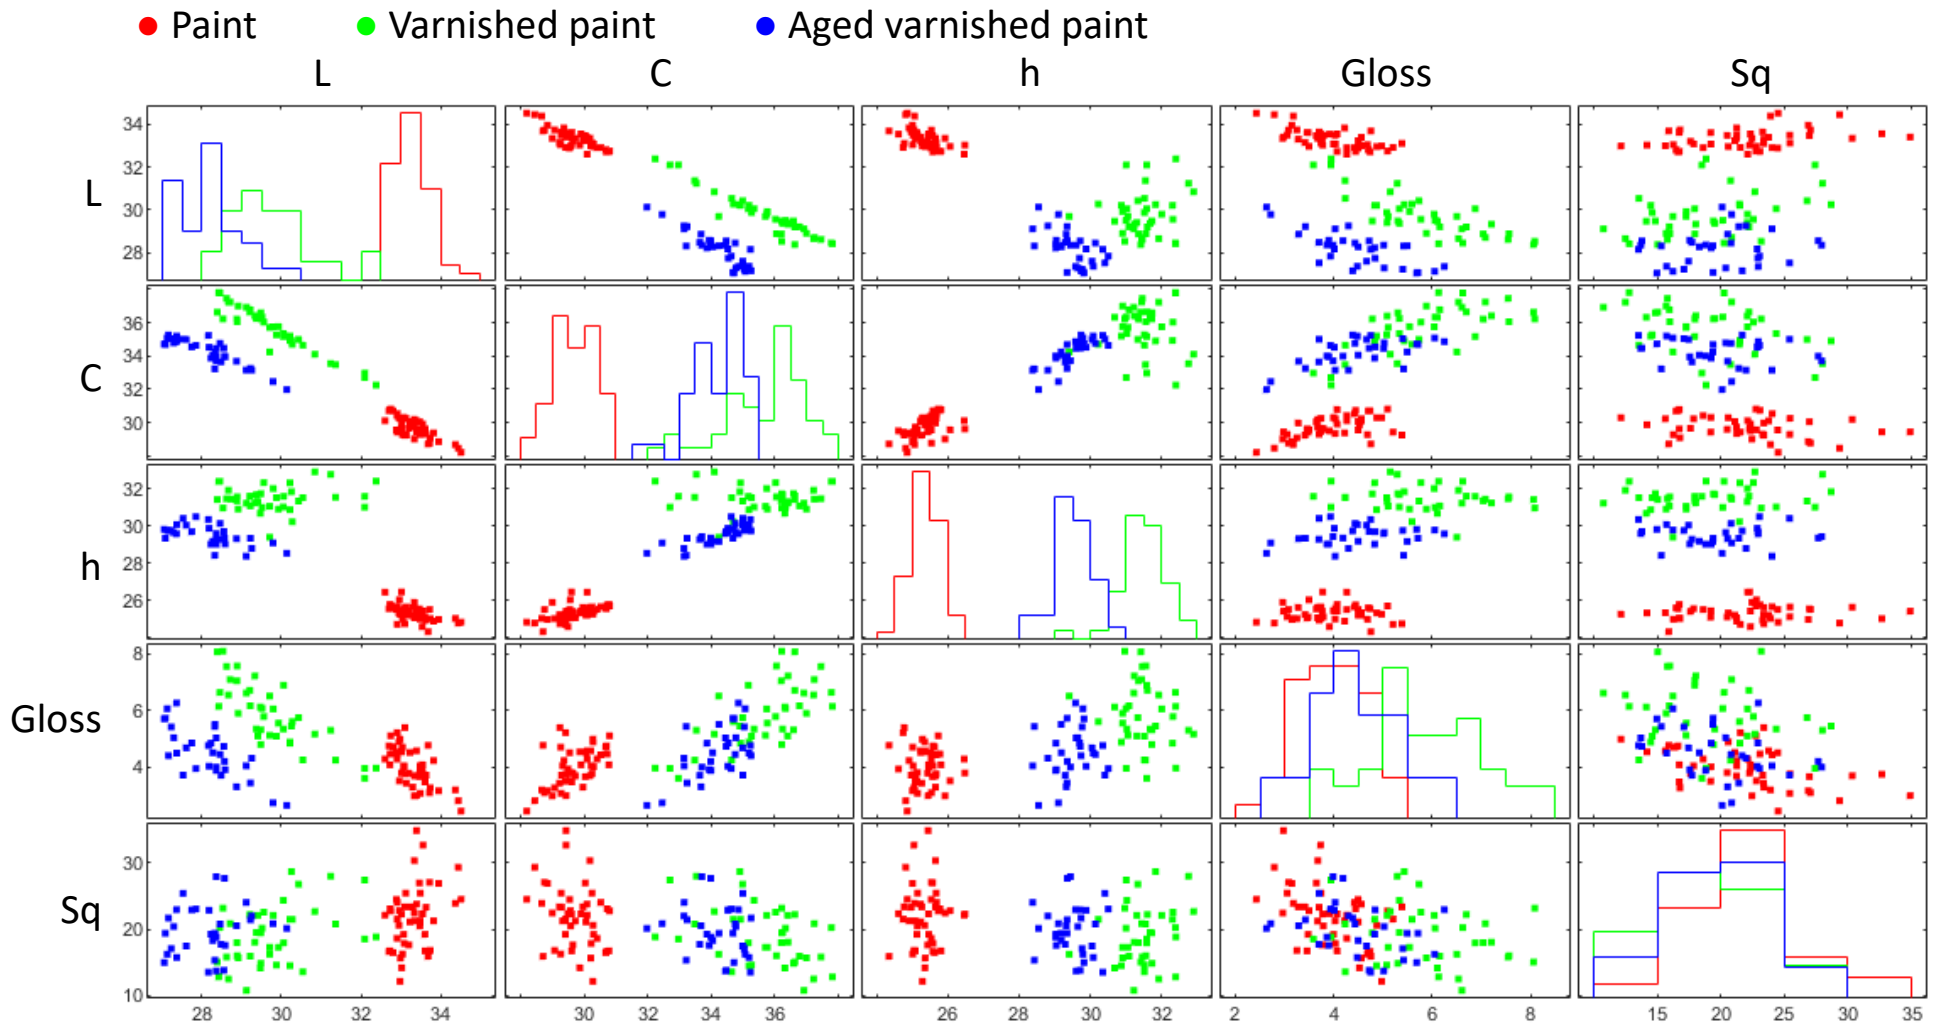 Paint Varnished paint Aged varnished paint
L C h Gloss Sq
34
32
L
30
28
36
34
C
32
30
32
30
h
28
26
8
Gloss
6
4
30
Sq
20
10
28 30 32 34 30 32 34 36 26 28 30 32 2 4 6 8 15 20 25 30 35